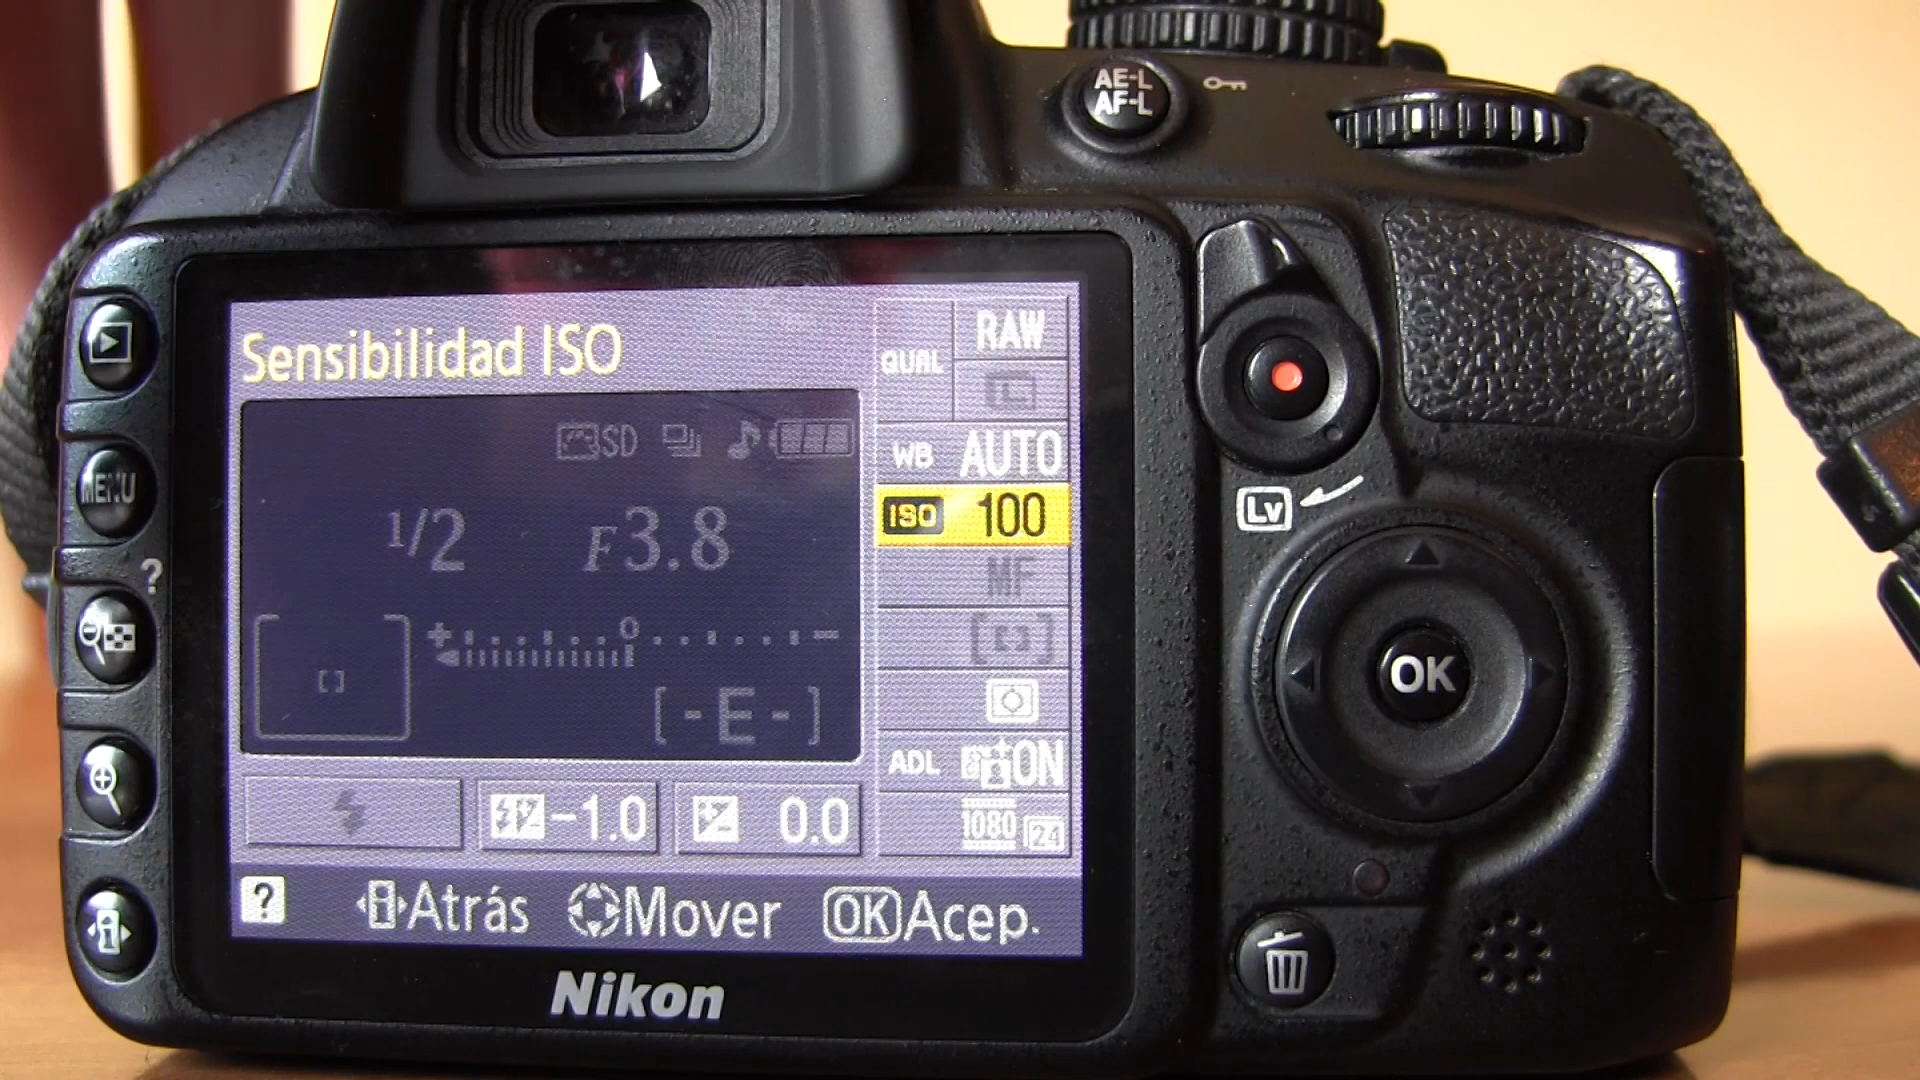 AE-L
AF-L
Sensibilidad ISO
QUAL RAW
L
SD
WB AUTO
ISO 100
1/2 F3.8
MF
+ 0 -
[-E-]
ADL ON
-1.0
0.0
1080 24
? Atrás Mover OK Acep.
MENU
?
Lv
OK
Nikon